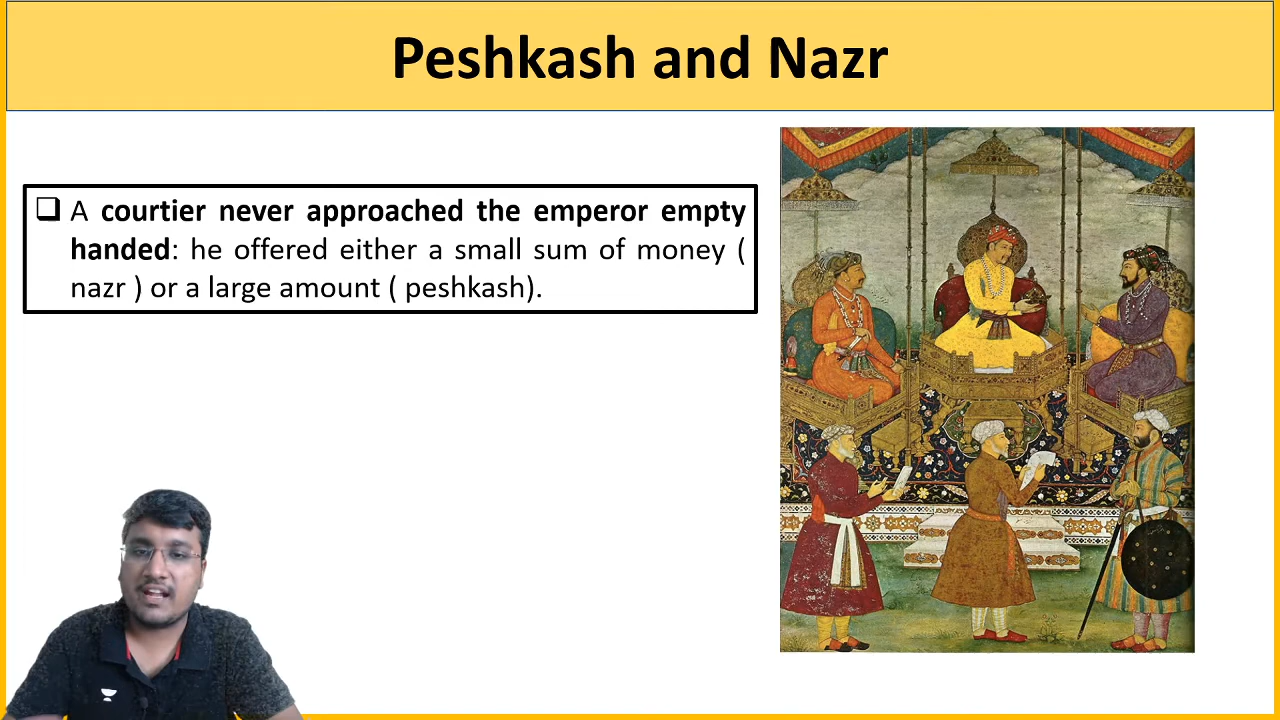 Peshkash and Nazr
A courtier never approached the emperor empty
handed: he offered either a small sum of money (
nazr ) or a large amount ( peshkash).